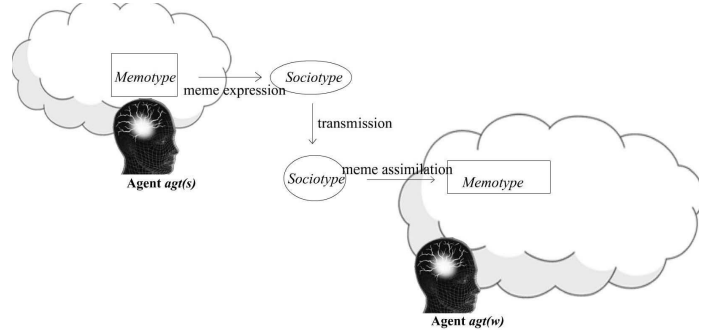 Memotype
meme expression
Sociotype
Agent agt(s)
transmission
Sociotype
meme assimilation
Memotype
Agent agt(w)